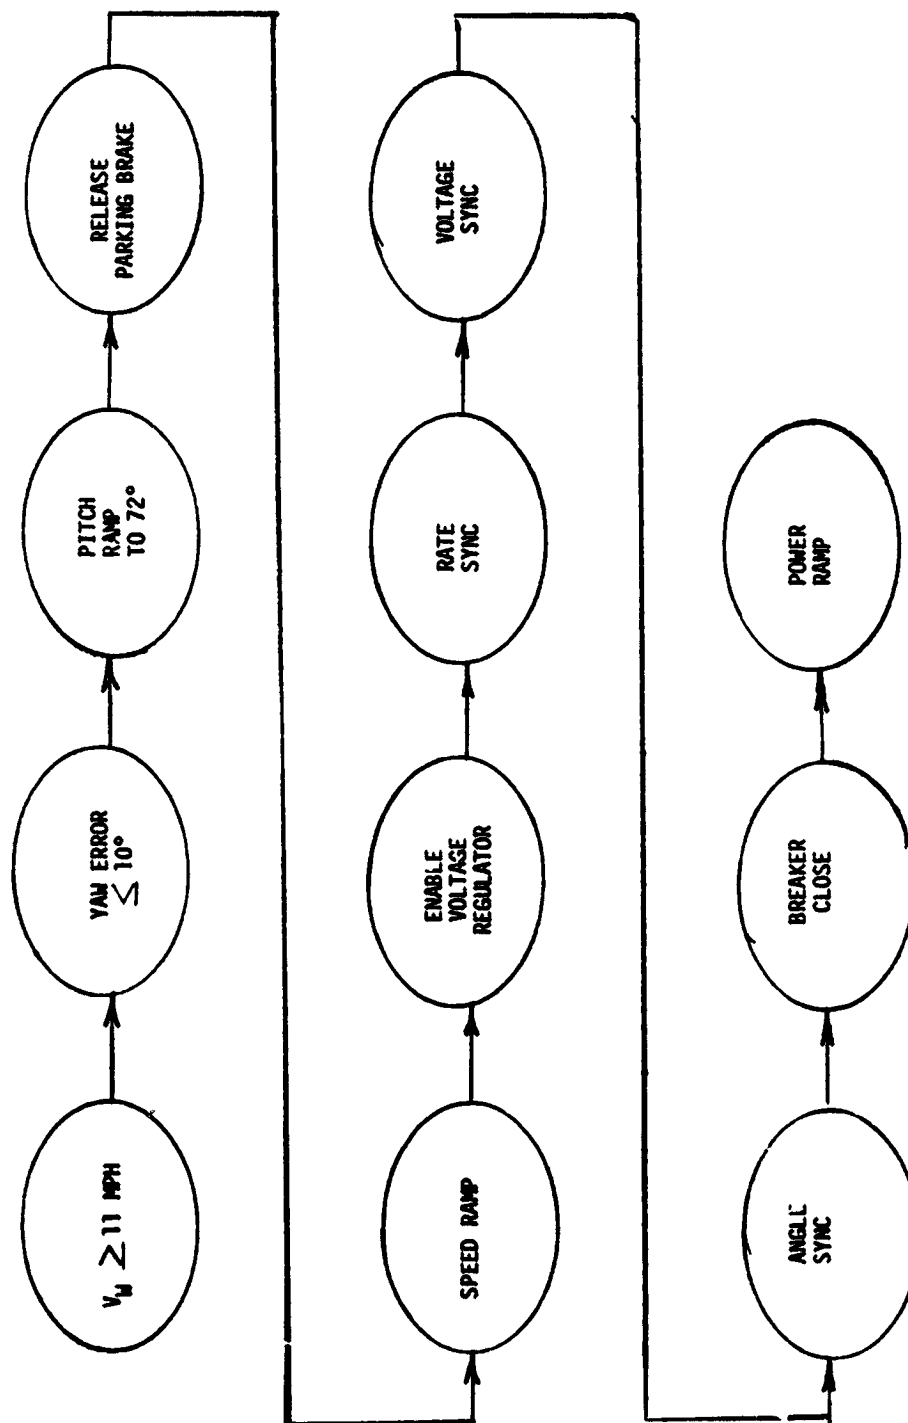 V_W ≥ 11 MPH
YAW ERROR
≤ 10°
PITCH
RAMP
TO 72°
RELEASE
PARKING BRAKE
SPEED RAMP
ENABLE
VOLTAGE
REGULATOR
RATE
SYNC
VOLTAGE
SYNC
ANGLE
SYNC
BREAKER
CLOSE
POWER
RAMP